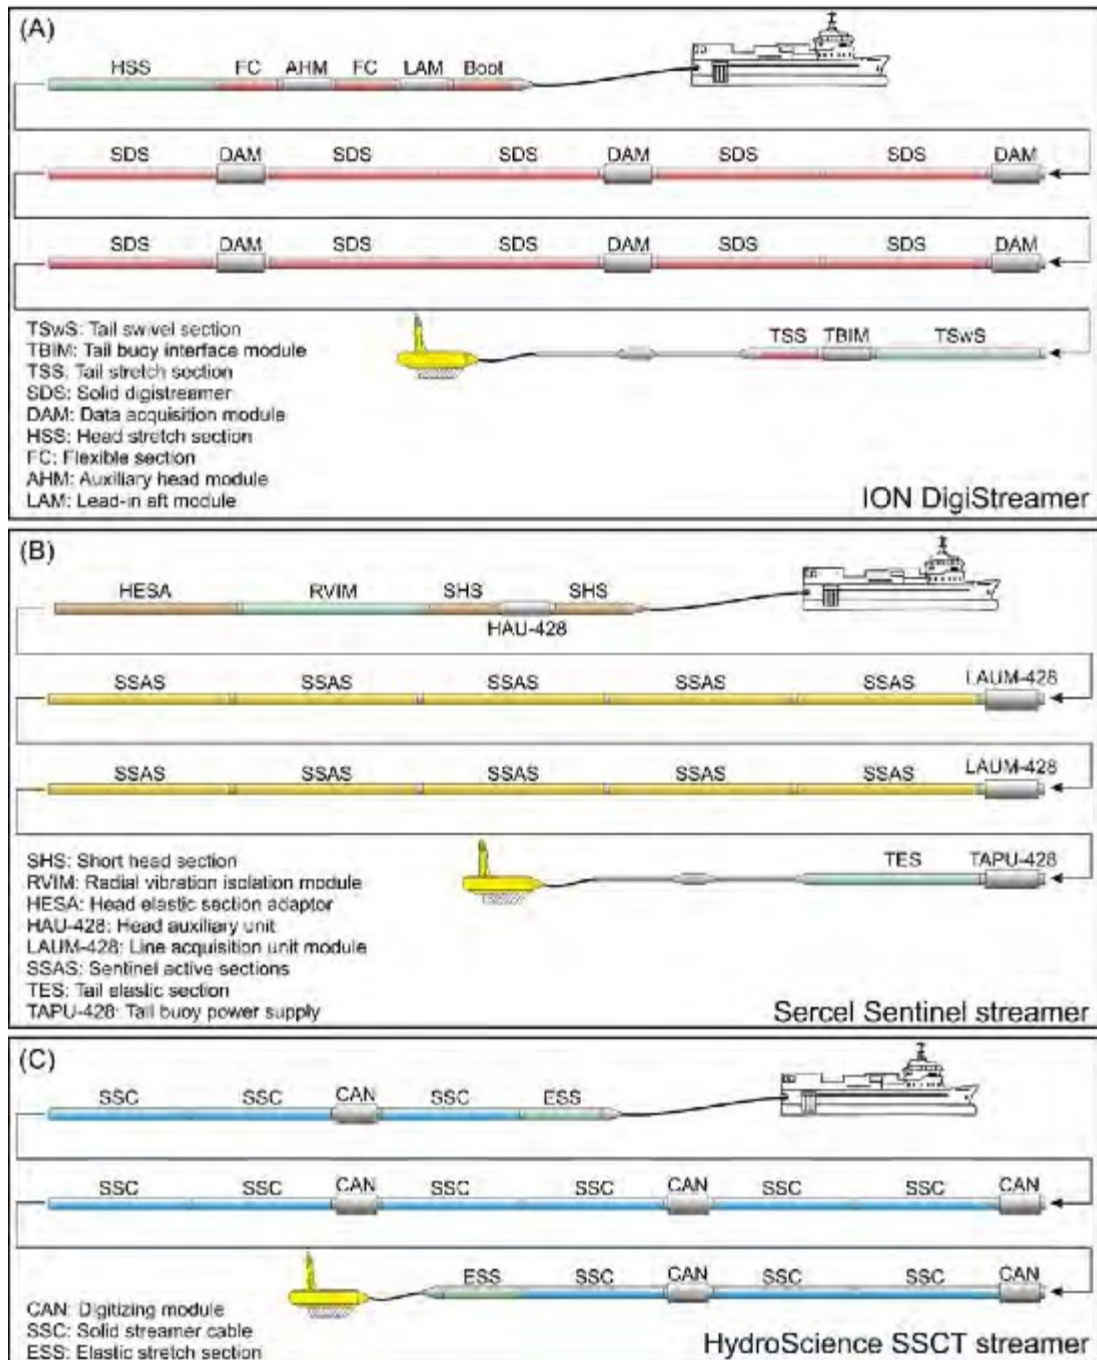 (A)
HSS FC AHM FC LAM Boot
SDS DAM SDS SDS DAM SDS SDS DAM
SDS DAM SDS SDS DAM SDS SDS DAM
TSS TBIM TSwS
TSwS: Tail swivel section
TBIM: Tail buoy interface module
TSS: Tail stretch section
SDS: Solid digistreamer
DAM: Data acquisition module
HSS: Head stretch section
FC: Flexible section
AHM: Auxiliary head module
LAM: Lead-in aft module
ION DigiStreamer
(B)
HESA RVIM SHS SHS
HAU-428
SSAS SSAS SSAS SSAS SSAS LAUM-428
SSAS SSAS SSAS SSAS SSAS LAUM-428
TES TAPU-428
SHS: Short head section
RVIM: Radial vibration isolation module
HESA: Head elastic section adaptor
HAU-428: Head auxiliary unit
LAUM-428: Line acquisition unit module
SSAS: Sentinel active sections
TES: Tail elastic section
TAPU-428: Tail buoy power supply
Sercel Sentinel streamer
(C)
SSC SSC CAN SSC ESS
SSC SSC CAN SSC SSC CAN SSC SSC CAN
ESS SSC CAN SSC SSC CAN
CAN: Digitizing module
SSC: Solid streamer cable
ESS: Elastic stretch section
HydroScience SSCT streamer